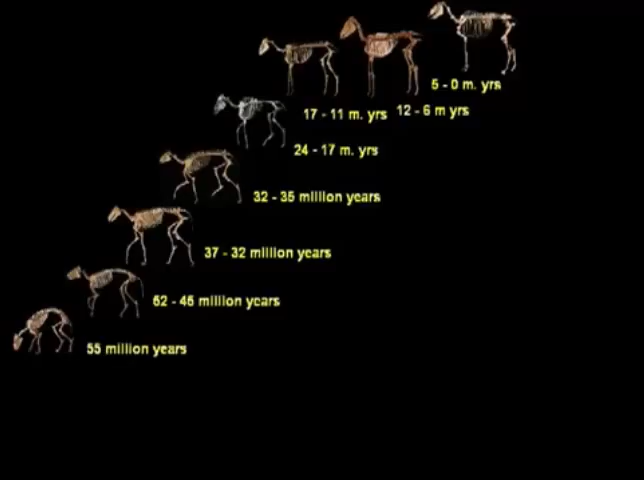 5 - 0 m. yrs
17 - 11 m. yrs
12 - 6 m yrs
24 - 17 m. yrs
32 - 35 million years
37 - 32 million years
52 - 45 million years
55 million years